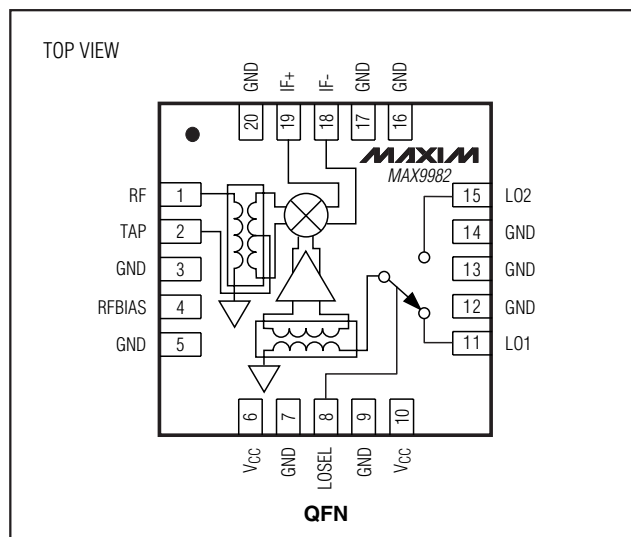 TOP VIEW
GND
IF+
IF-
GND
GND
20
19
18
17
16
MAXIM
MAX9982
RF 1
TAP 2
GND 3
RFBIAS 4
GND 5
15 LO2
14 GND
13 GND
12 GND
11 LO1
6
7
8
9
10
VCC
GND
LOSEL
GND
VCC
QFN